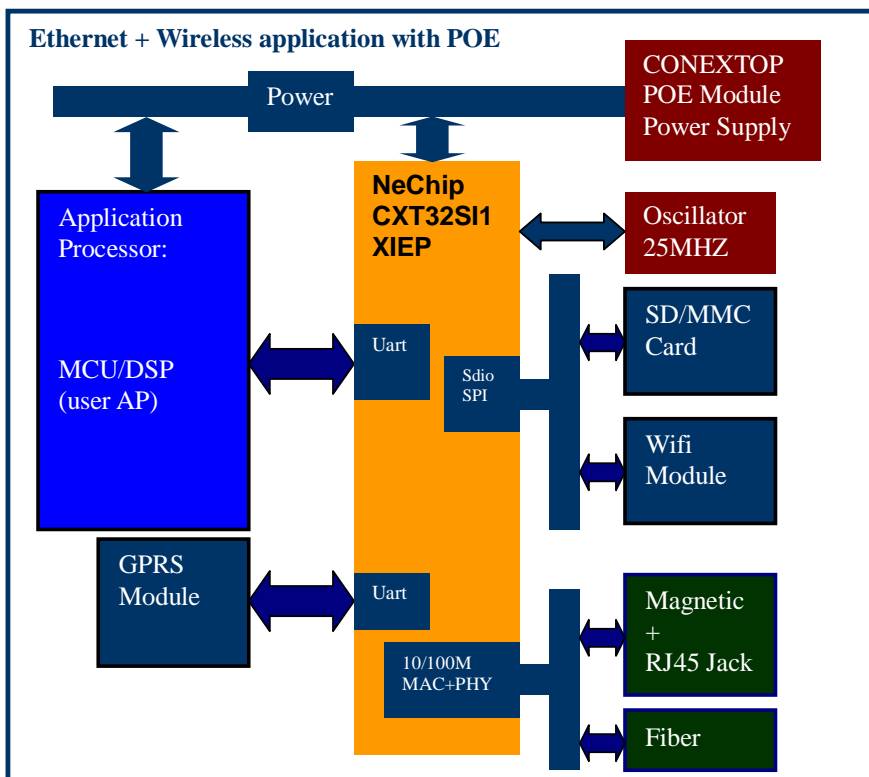 Ethernet + Wireless application with POE
Power
CONEXTOP
POE Module
Power Supply
NeChip
CXT32SI1
XIEP
Application
Processor:
MCU/DSP
(user AP)
Oscillator
25MHZ
Uart
Sdio
SPI
SD/MMC
Card
Wifi
Module
GPRS
Module
Uart
10/100M
MAC+PHY
Magnetic
+
RJ45 Jack
Fiber